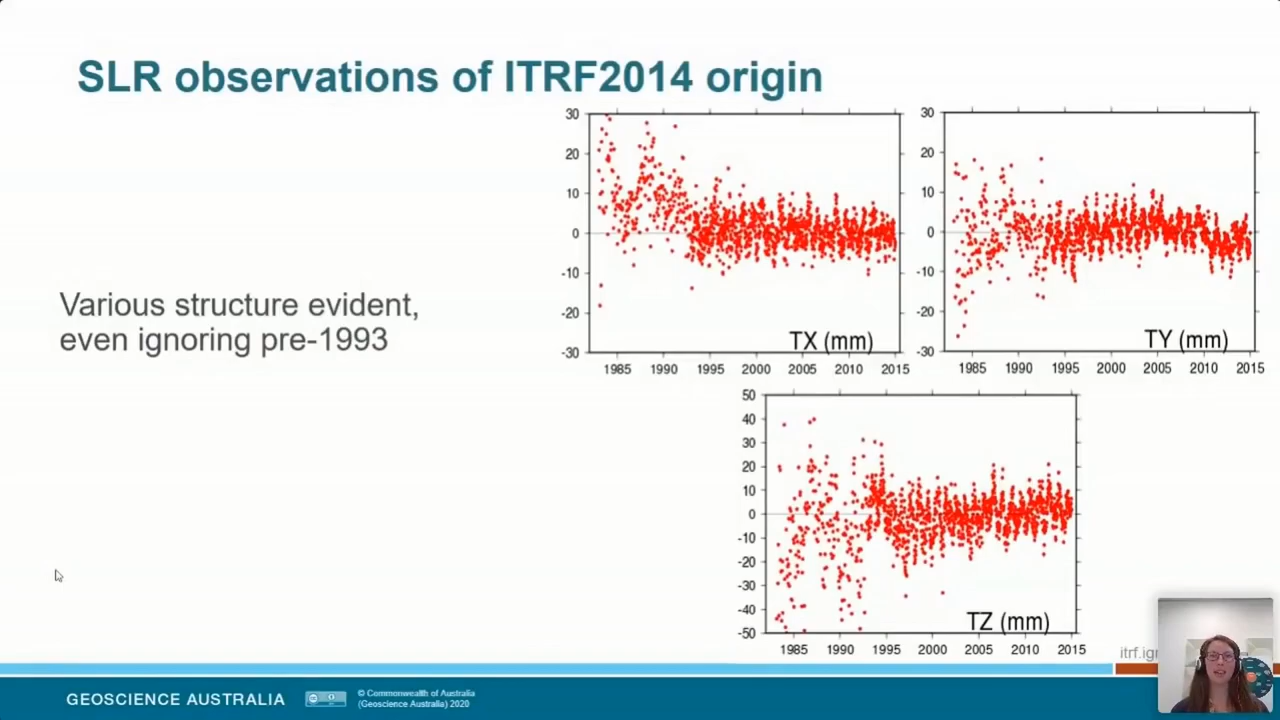 SLR observations of ITRF2014 origin
Various structure evident,
even ignoring pre-1993
30
20
10
0
-10
-20
-30
TX (mm)
1985 1990 1995 2000 2005 2010 2015
30
20
10
0
-10
-20
-30
TY (mm)
1985 1990 1995 2000 2005 2010 2015
50
40
30
20
10
0
-10
-20
-30
-40
-50
TZ (mm)
1985 1990 1995 2000 2005 2010 2015
GEOSCIENCE AUSTRALIA
© Commonwealth of Australia
(Geoscience Australia) 2020